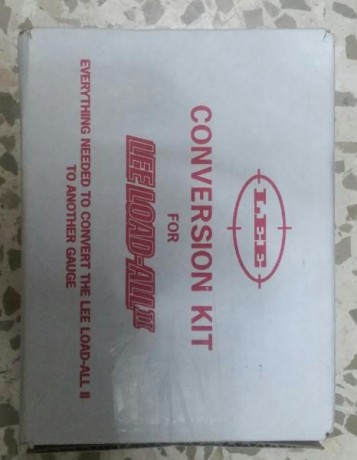 LEE
CONVERSION KIT
FOR
LEE LOAD-ALL II
EVERYTHING NEEDED TO CONVERT THE LEE LOAD-ALL II
TO ANOTHER GAUGE